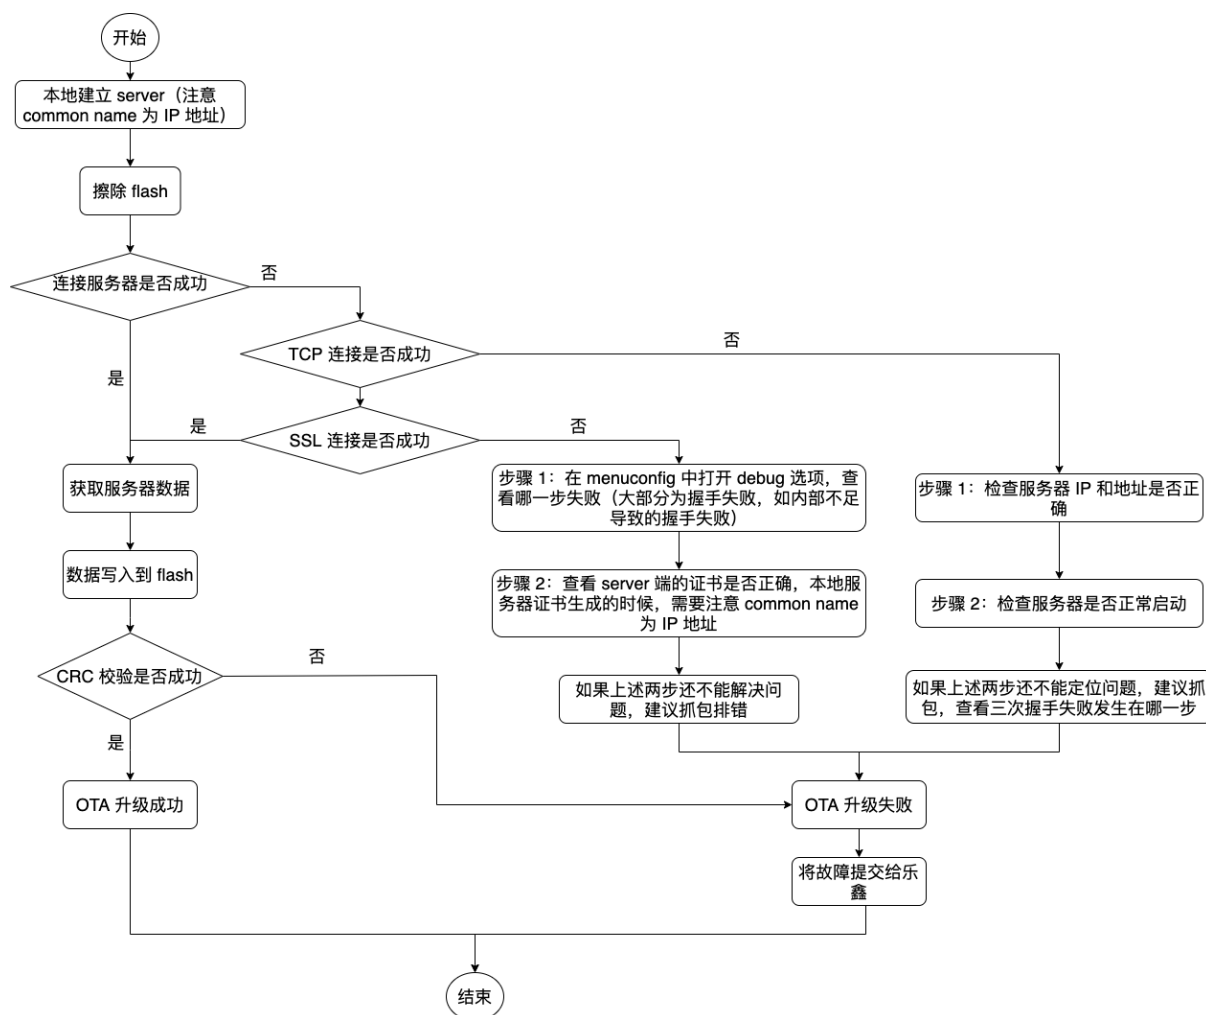 开始
本地建立 server（注意
common name 为 IP 地址）
擦除 flash
连接服务器是否成功
否
TCP 连接是否成功
否
是
SSL 连接是否成功
是
否
获取服务器数据
步骤 1：在 menuconfig 中打开 debug 选项，查
看哪一步失败（大部分为握手失败，如内部不足
导致的握手失败）
步骤 1：检查服务器 IP 和地址是否正
确
数据写入到 flash
步骤 2：查看 server 端的证书是否正确，本地服
务器证书生成的时候，需要注意 common name
为 IP 地址
步骤 2：检查服务器是否正常启动
CRC 校验是否成功
否
是
如果上述两步还不能解决问
题，建议抓包排错
如果上述两步还不能定位问题，建议抓
包，查看三次握手失败发生在哪一步
OTA 升级成功
OTA 升级失败
将故障提交给乐
鑫
结束